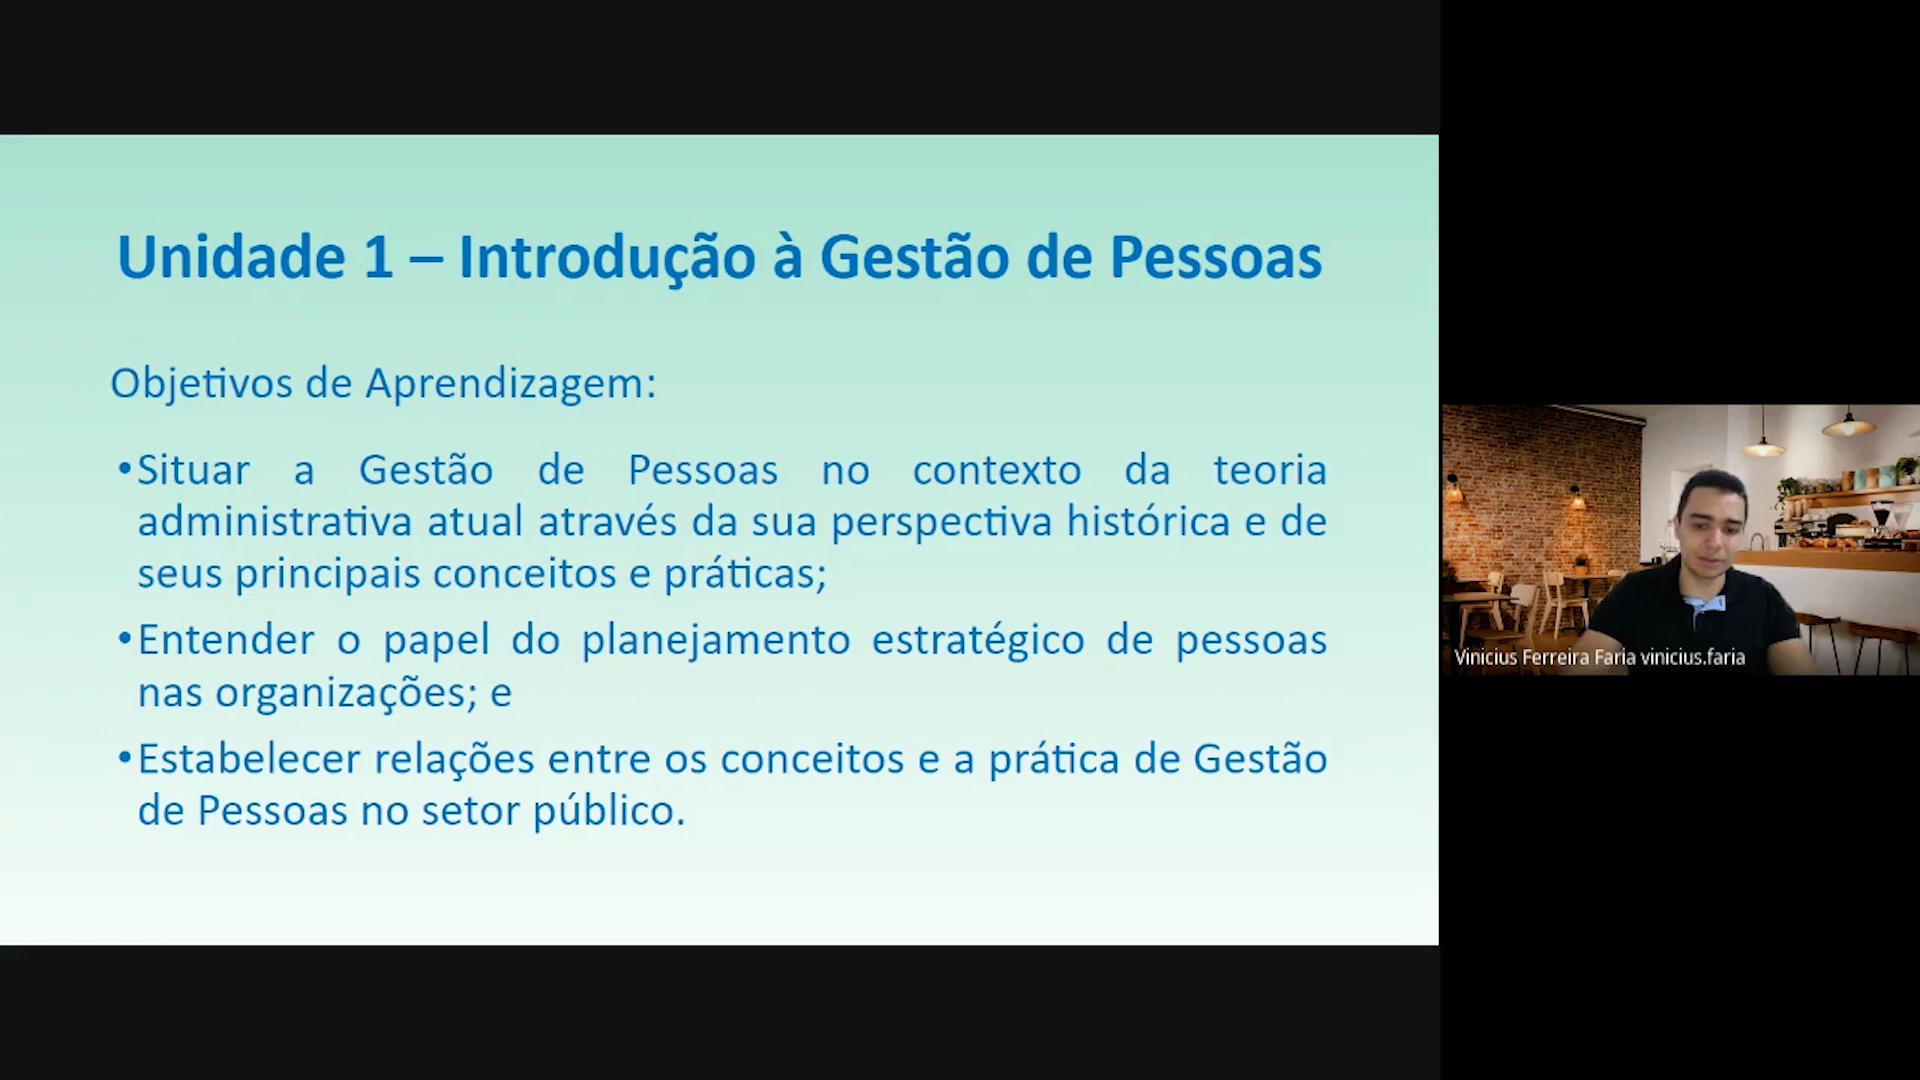 Unidade 1 – Introdução à Gestão de Pessoas
Objetivos de Aprendizagem:
•Situar a Gestão de Pessoas no contexto da teoria
administrativa atual através da sua perspectiva histórica e de
seus principais conceitos e práticas;
•Entender o papel do planejamento estratégico de pessoas
nas organizações; e
•Estabelecer relações entre os conceitos e a prática de Gestão
de Pessoas no setor público.
Vinicius Ferreira Faria vinicius.faria